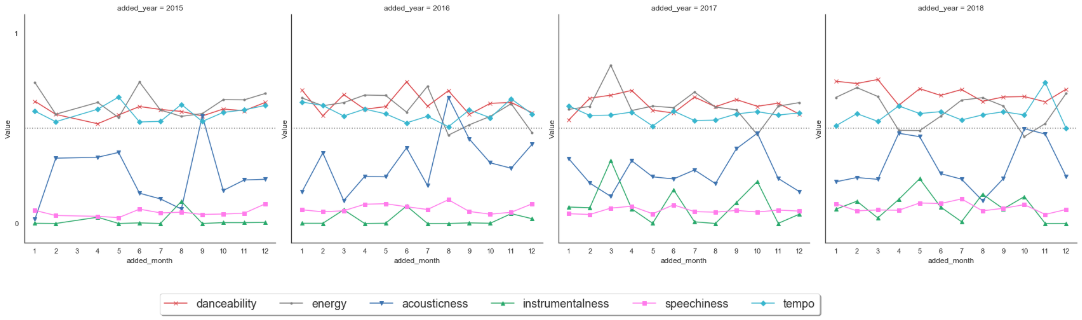 added_year = 2015
added_year = 2016
added_year = 2017
added_year = 2018
1
0
Value
Value
Value
Value
1 2 3 4 5 6 7 8 9 10 11 12
1 2 3 4 5 6 7 8 9 10 11 12
1 2 3 4 5 6 7 8 9 10 11 12
1 2 3 4 5 6 7 8 9 10 11 12
added_month
added_month
added_month
added_month
danceability energy acousticness instrumentalness speechiness tempo